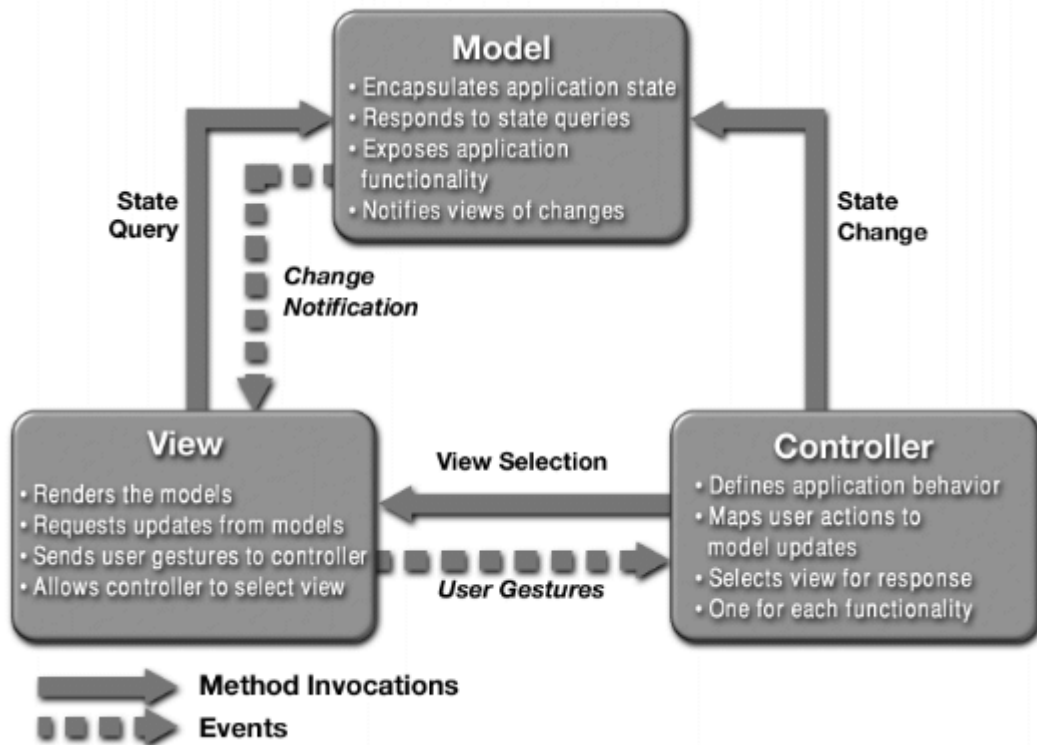 Model
• Encapsulates application state
• Responds to state queries
• Exposes application
functionality
• Notifies views of changes
State
Query
Change
Notification
State
Change
View
• Renders the models
• Requests updates from models
• Sends user gestures to controller
• Allows controller to select view
View Selection
User Gestures
Controller
• Defines application behavior
• Maps user actions to
model updates
• Selects view for response
• One for each functionality
Method Invocations
Events